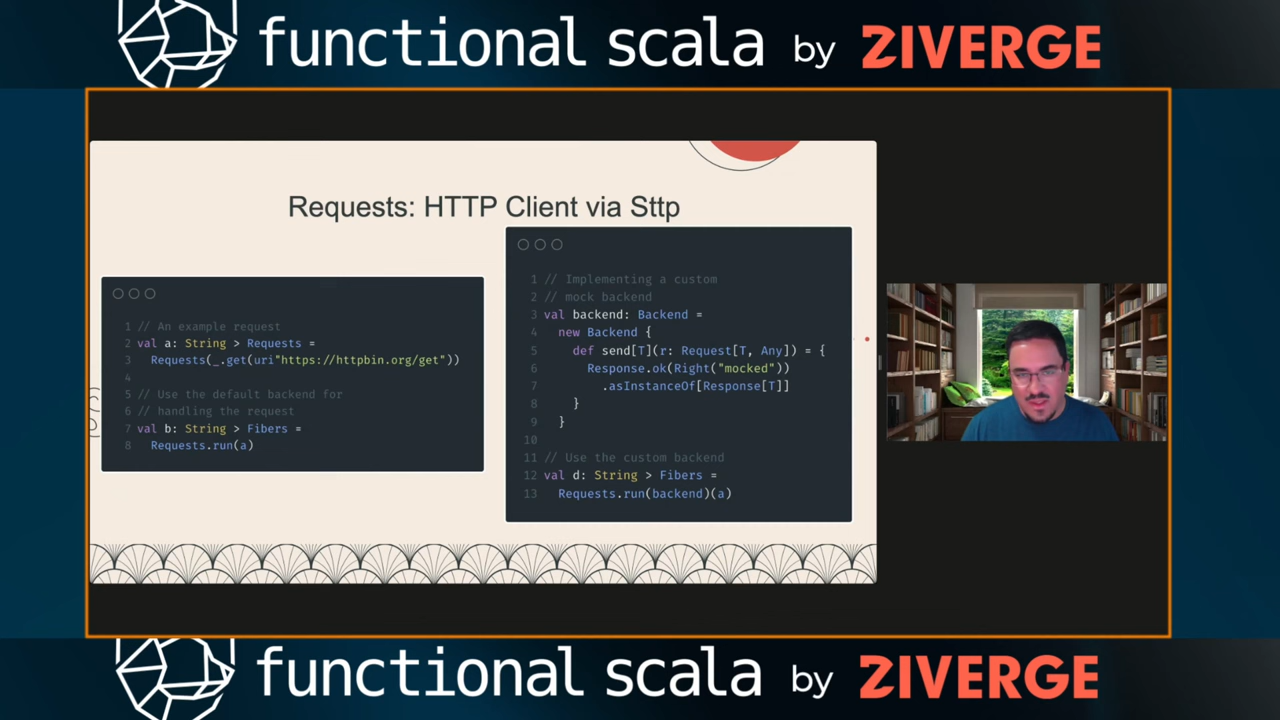 functional scala by ZIVERGE
Requests: HTTP Client via Sttp
1 // An example request
2 val a: String > Requests =
3 Requests(_.get(uri"https://httpbin.org/get"))
4
5 // Use the default backend for
6 // handling the request
7 val b: String > Fibers =
8 Requests.run(a)
1 // Implementing a custom
2 // mock backend
3 val backend: Backend =
4 new Backend {
5 def send[T](r: Request[T, Any]) = {
6 Response.ok(Right("mocked"))
7 .asInstanceOf[Response[T]]
8 }
9 }
10
11 // Use the custom backend
12 val d: String > Fibers =
13 Requests.run(backend)(a)
functional scala by ZIVERGE